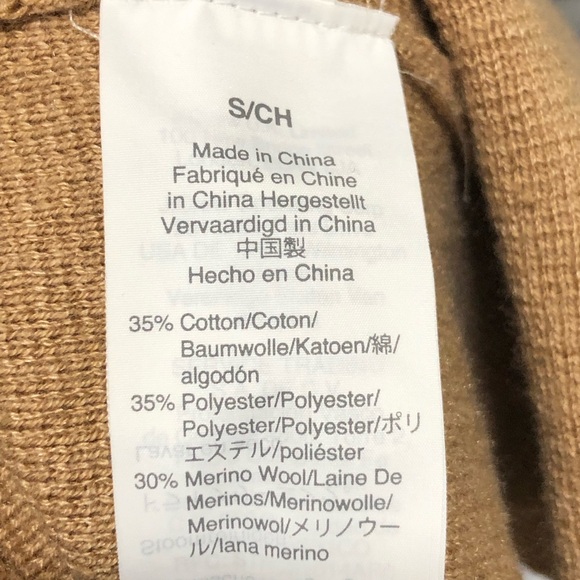 S/CH
Made in China
Fabriqué en Chine
in China Hergestellt
Vervaardigd in China
中国製
Hecho en China
35% Cotton/Coton/
Baumwolle/Katoen/綿/
algodón
35% Polyester/Polyester/
Polyester/Polyester/ポリ
エステル/poliéster
30% Merino Wool/Laine De
Merinos/Merinowolle/
Merinowol/メリノウー
ル/lana merino